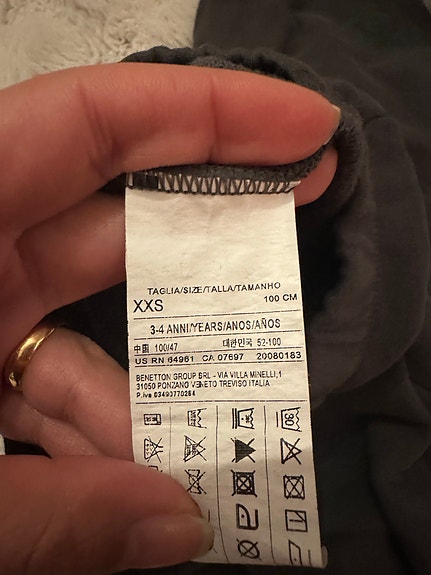 TAGLIA/SIZE/TALLA/TAMANHO
XXS 100 CM
3-4 ANNI/YEARS/ANOS/AÑOS
中国 100/47 대한민국 52-100
US RN 64961 CA 07697 20080183
BENETTON GROUP SRL - VIA VILLA MINELLI,1
31050 PONZANO VENETO TREVISO ITALIA
P.iva 03490770264
30